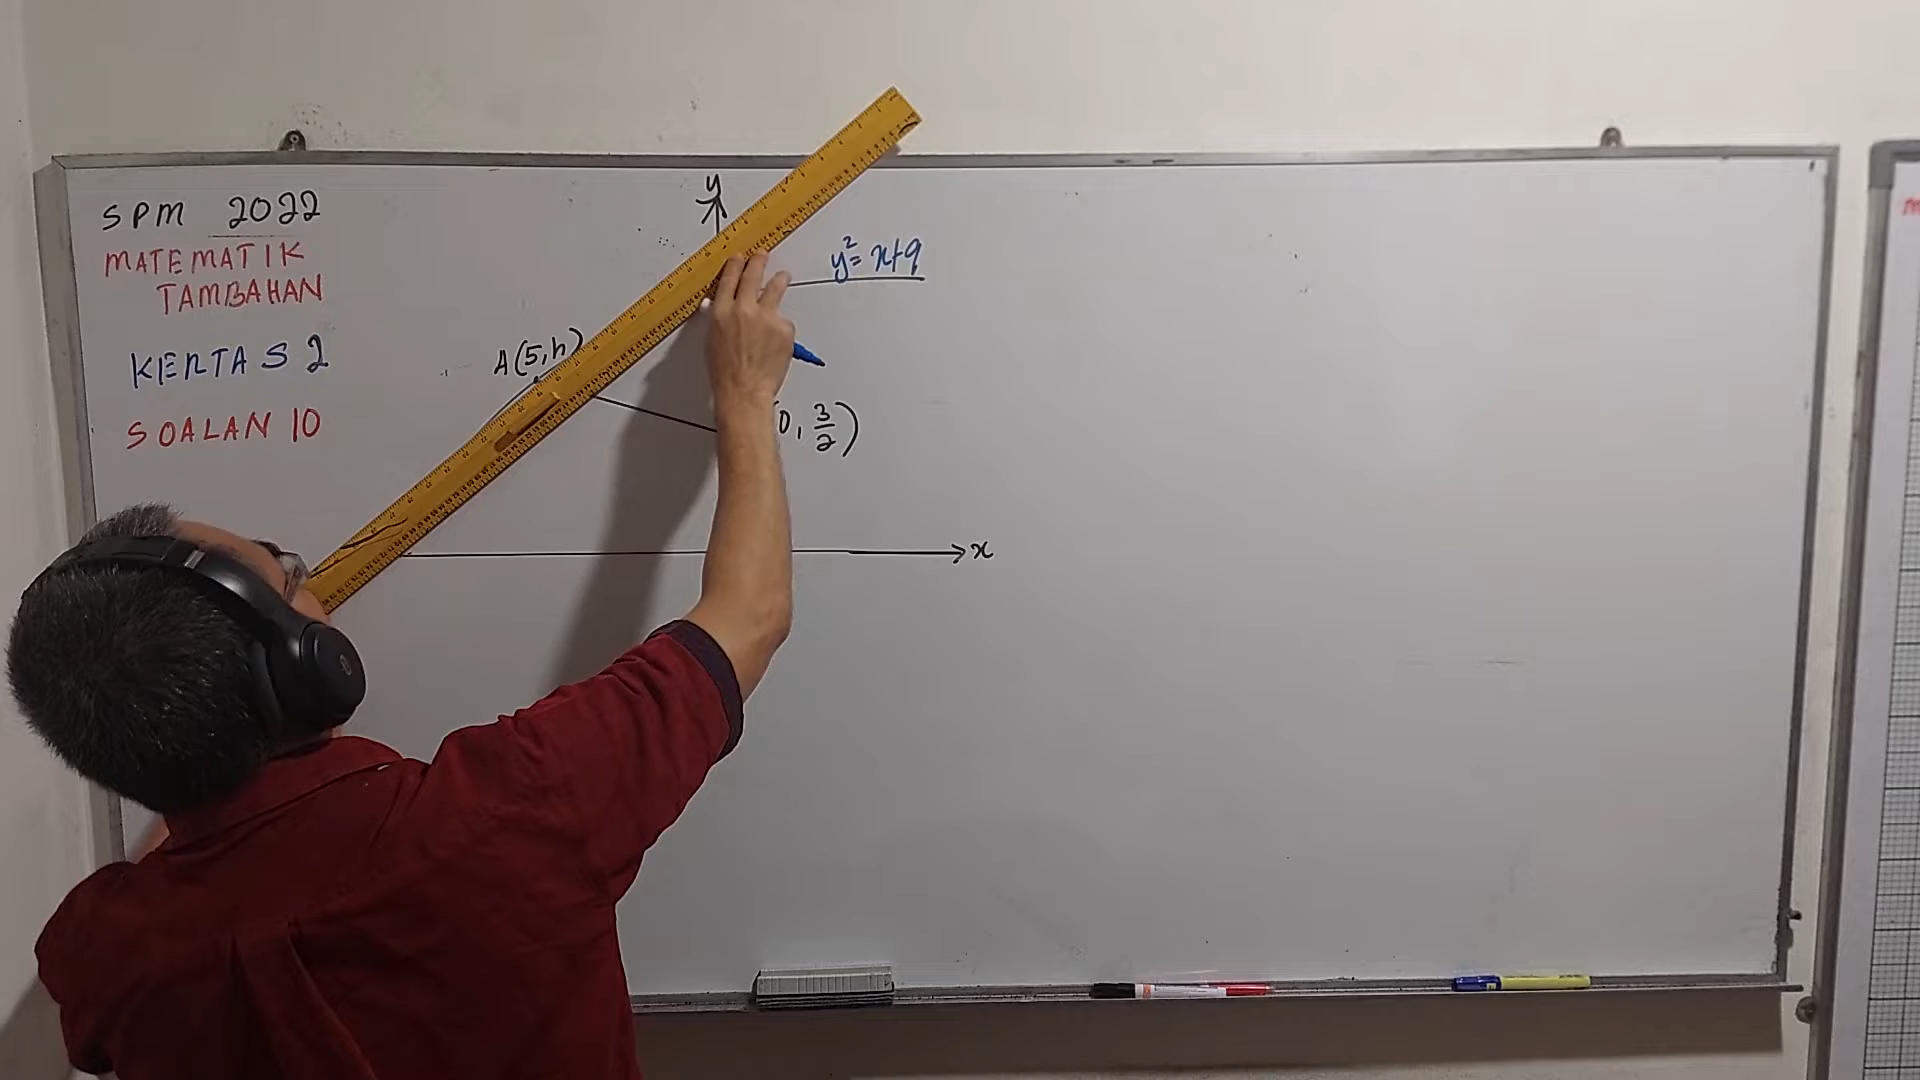 SPM 2022
MATEMATIK
TAMBAHAN
KERTAS 2
SOALAN 10
y
y² = x+9
A(5,h)
0, 3/2)
x